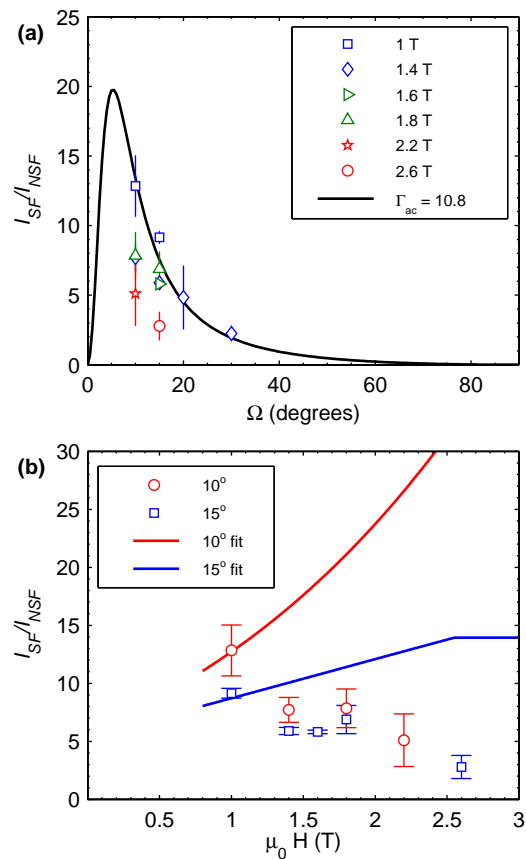 (a)
25
20
15
10
5
0
I_SF/I_NSF
1 T
1.4 T
1.6 T
1.8 T
2.2 T
2.6 T
Γ_ac = 10.8
0 20 40 60 80
Ω (degrees)
(b)
30
25
20
15
10
5
0
I_SF/I_NSF
10°
15°
10° fit
15° fit
0.5 1 1.5 2 2.5 3
μ_0 H (T)